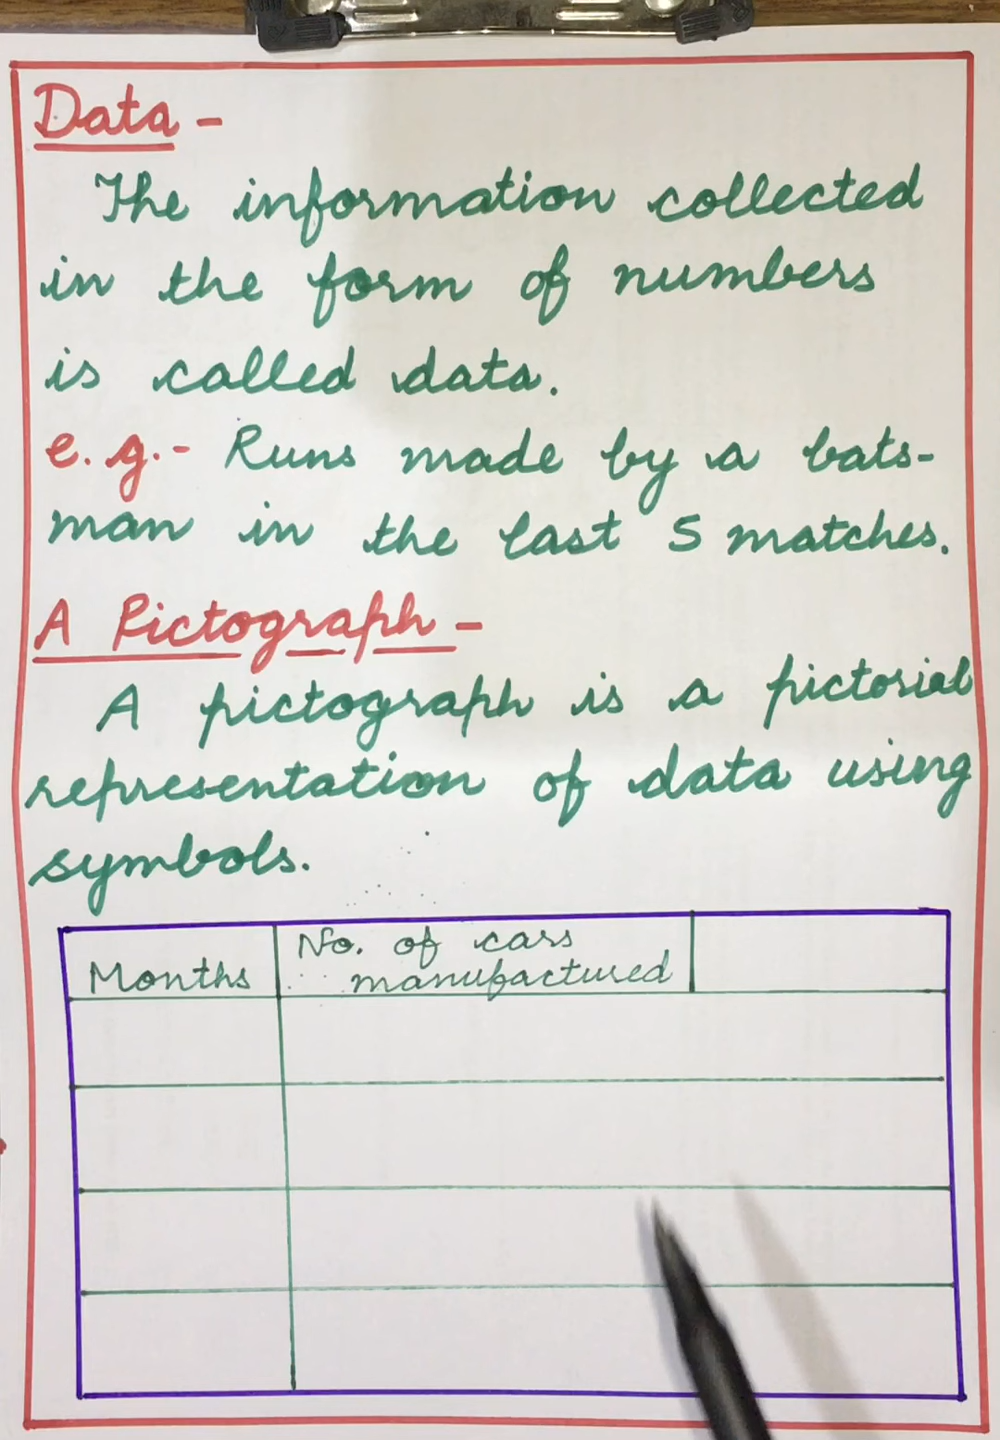 Data -
The information collected
in the form of numbers
is called data.
e.g.- Runs made by a bats-
man in the last 5 matches.
A Pictograph -
A pictograph is a pictorial
representation of data using
symbols.
Months
No. of cars
manufactured